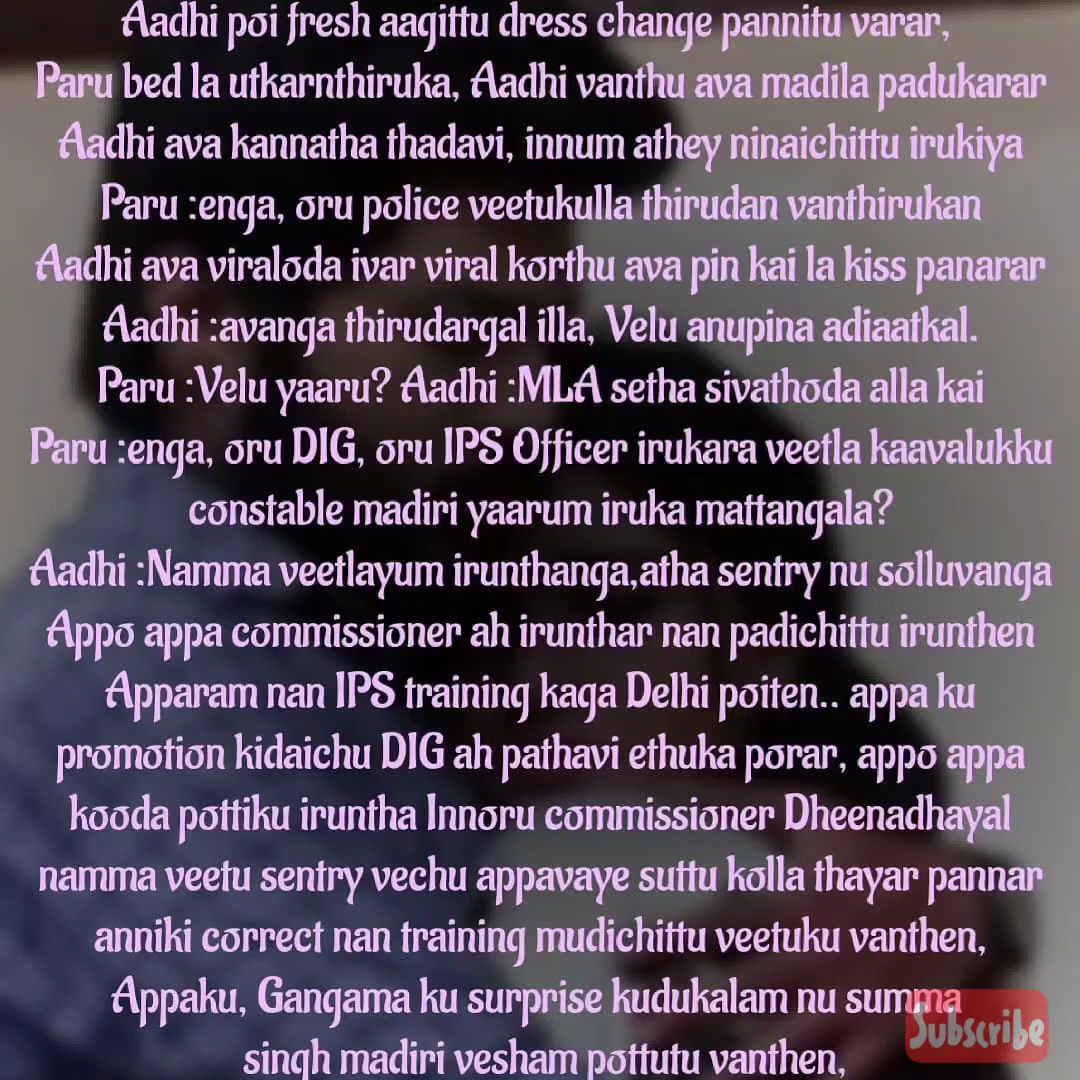 Aadhi poi fresh aagittu dress change pannitu varar,
Paru bed la utkarnthiruka, Aadhi vanthu ava madila padukarar
Aadhi ava kannatha thadavi, innum athey ninaichittu irukiya
Paru :enga, oru police veetukulla thirudan vanthirukan
Aadhi ava viraloda ivar viral korthu ava pin kai la kiss panarar
Aadhi :avanga thirudargal illa, Velu anupina adiaatkal.
Paru :Velu yaaru? Aadhi :MLA setha sivathoda alla kai
Paru :enga, oru DIG, oru IPS Officer irukara veetla kaavalukku
constable madiri yaarum iruka mattangala?
Aadhi :Namma veetlayum irunthanga,atha sentry nu solluvanga
Appo appa commissioner ah irunthar nan padichittu irunthen
Apparam nan IPS training kaga Delhi poiten.. appa ku
promotion kidaichu DIG ah pathavi ethuka porar, appo appa
kooda pottiku iruntha Innoru commissioner Dheenadhayal
namma veetu sentry vechu appavaye suttu kolla thayar pannar
anniki correct nan training mudichittu veetuku vanthen,
Appaku, Gangama ku surprise kudukalam nu summa
singh madiri vesham pottutu vanthen,
Subscribe